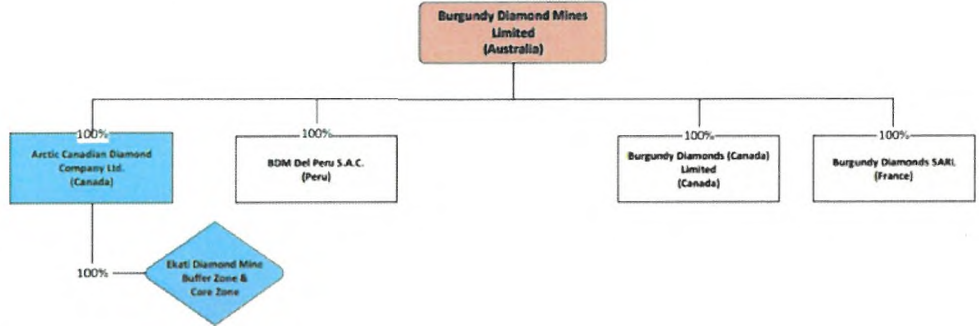 Burgundy Diamond Mines
Limited
(Australia)
100%
100%
100%
100%
Arctic Canadian Diamond
Company Ltd.
(Canada)
BDM Del Peru S.A.C.
(Peru)
Burgundy Diamonds (Canada)
Limited
(Canada)
Burgundy Diamonds SARL
(France)
100%
Ekati Diamond Mine
Buffer Zone &
Core Zone